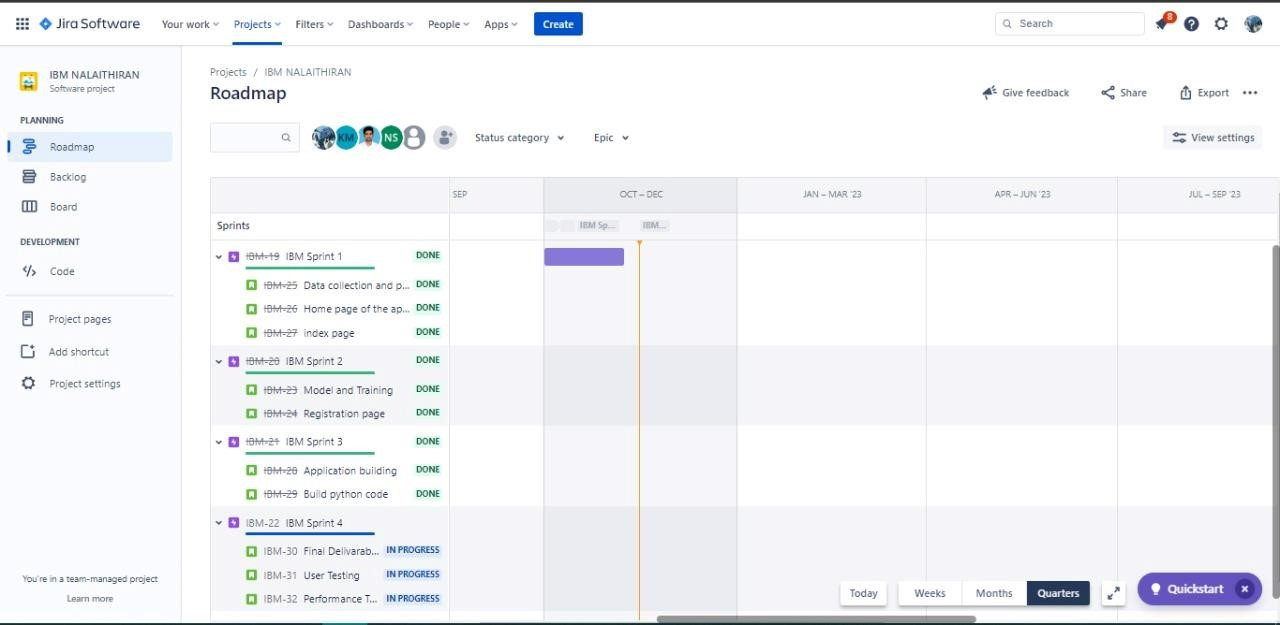 Jira Software Your work Projects Filters Dashboards People Apps Create Search 8
IBM NALAITHIRAN
Software project
PLANNING
Roadmap
Backlog
Board
DEVELOPMENT
Code
Project pages
Add shortcut
Project settings
You're in a team-managed project
Learn more
Projects / IBM NALAITHIRAN
Roadmap
Give feedback Share Export
KM NS Status category Epic View settings
SEP OCT – DEC JAN – MAR '23 APR – JUN '23 JUL – SEP '23
Sprints IBM Sp... IBM...
IBM-19 IBM Sprint 1 DONE
IBM-25 Data collection and p... DONE
IBM-26 Home page of the ap... DONE
IBM-27 index page DONE
IBM-20 IBM Sprint 2 DONE
IBM-23 Model and Training DONE
IBM-24 Registration page DONE
IBM-21 IBM Sprint 3 DONE
IBM-28 Application building DONE
IBM-29 Build python code DONE
IBM-22 IBM Sprint 4
IBM-30 Final Delivarab... IN PROGRESS
IBM-31 User Testing IN PROGRESS
IBM-32 Performance T... IN PROGRESS
Today Weeks Months Quarters Quickstart